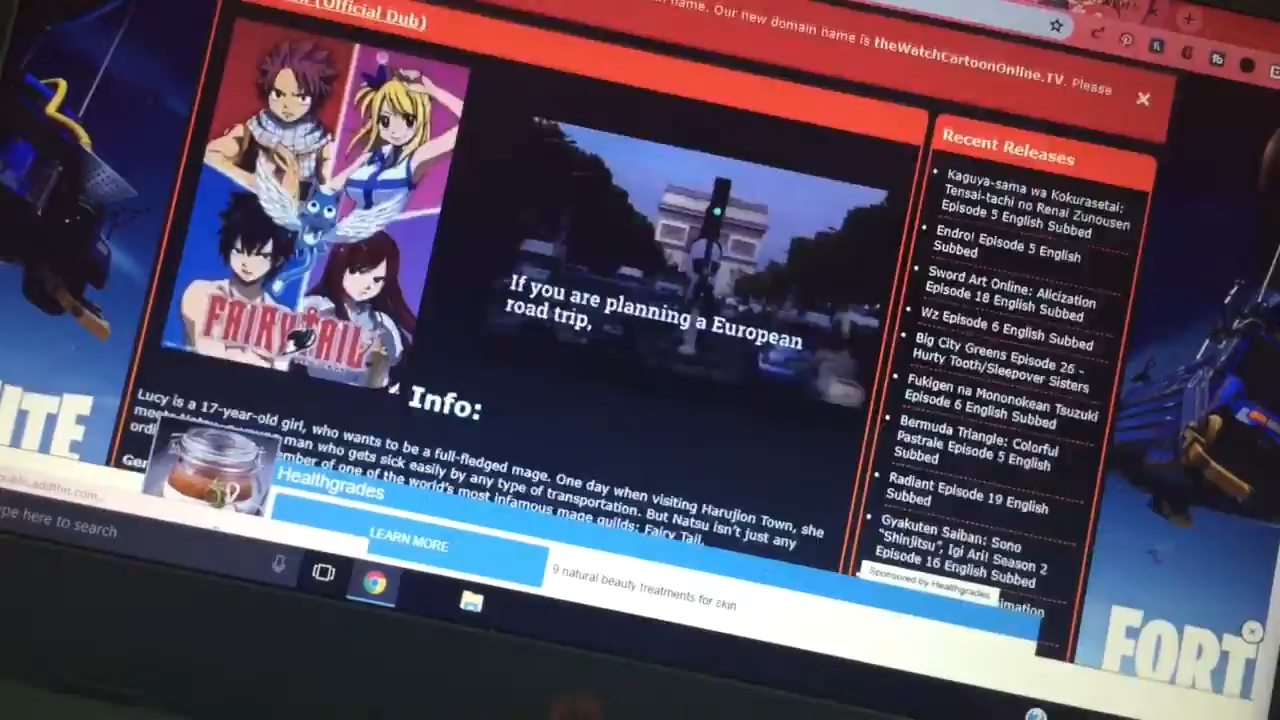 (Official Dub)
name. Our new domain name is theWatchCartoonOnline.TV. Please
FAIRY TAIL
If you are planning a European
road trip,
Recent Releases
Kaguya-sama wa Kokurasetai:
Tensai-tachi no Renai Zunousen
Episode 5 English Subbed
Endro! Episode 5 English
Subbed
Sword Art Online: Alicization
Episode 18 English Subbed
Wz Episode 6 English Subbed
Big City Greens Episode 26 –
Hurty Tooth/Sleepover Sisters
Fukigen na Mononokean Tsuzuki
Episode 6 English Subbed
Bermuda Triangle: Colorful
Pastrale Episode 5 English
Subbed
Radiant Episode 19 English
Subbed
Gyakuten Saiban: Sono
"Shinjitsu", Igi Ari! Season 2
Episode 16 English Subbed
Info:
Lucy is a 17-year-old girl, who wants to be a full-fledged mage. One day when visiting Harujion Town, she
meets man who gets sick easily by any type of transportation. But Natsu isn't just any
of one of the world's most infamous mage guilds: Fairy Tail.
Healthgrades
LEARN MORE
9 natural beauty treatments for skin
Sponsored by Healthgrades
here to search
NITE
FORT